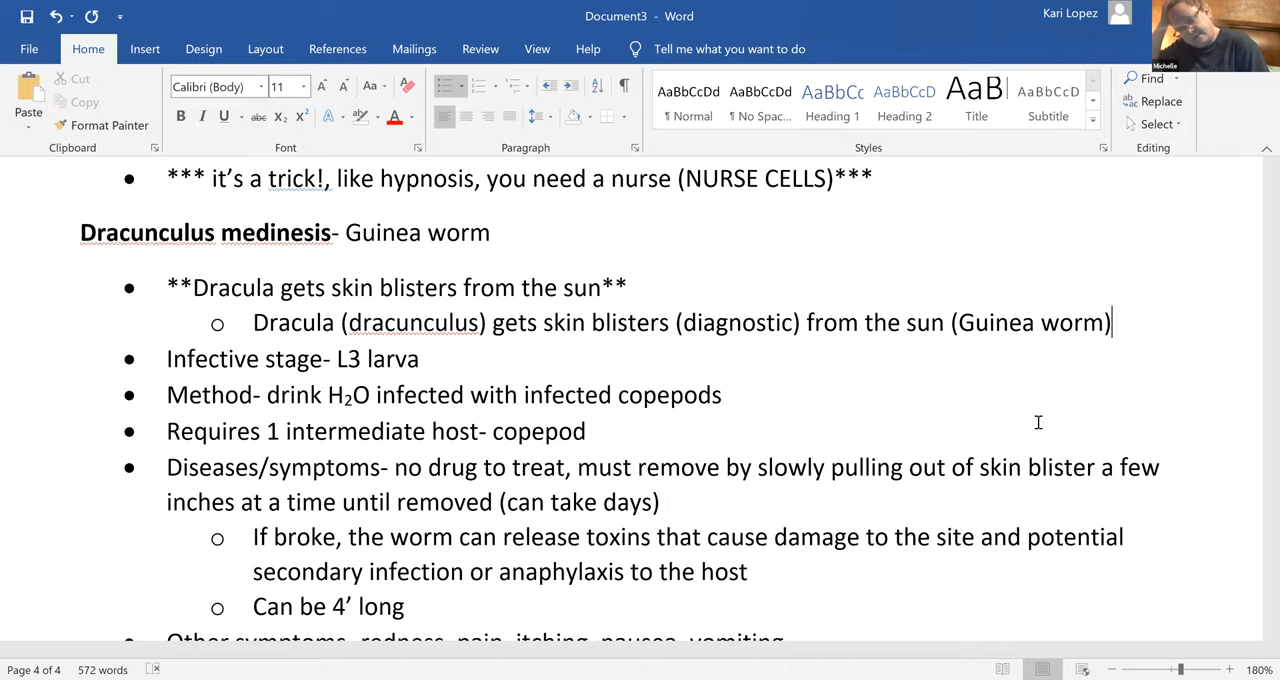 Document3 - Word
Kari Lopez
Michelle
File Home Insert Design Layout References Mailings Review View Help Tell me what you want to do
Paste
Cut
Copy
Format Painter
Clipboard
Calibri (Body) 11
Font
Paragraph
AaBbCcDd AaBbCcDd AaBbCc AaBbCcD AaB AaBbCcD
¶ Normal ¶ No Spac... Heading 1 Heading 2 Title Subtitle
Styles
Find
Replace
Select
Editing
• *** it's a trick!, like hypnosis, you need a nurse (NURSE CELLS)***
Dracunculus medinesis- Guinea worm
• **Dracula gets skin blisters from the sun**
o Dracula (dracunculus) gets skin blisters (diagnostic) from the sun (Guinea worm)
• Infective stage- L3 larva
• Method- drink H₂O infected with infected copepods
• Requires 1 intermediate host- copepod
• Diseases/symptoms- no drug to treat, must remove by slowly pulling out of skin blister a few
inches at a time until removed (can take days)
o If broke, the worm can release toxins that cause damage to the site and potential
secondary infection or anaphylaxis to the host
o Can be 4' long
• Other symptoms- redness, pain, itching, nausea, vomiting
Page 4 of 4 572 words
180%